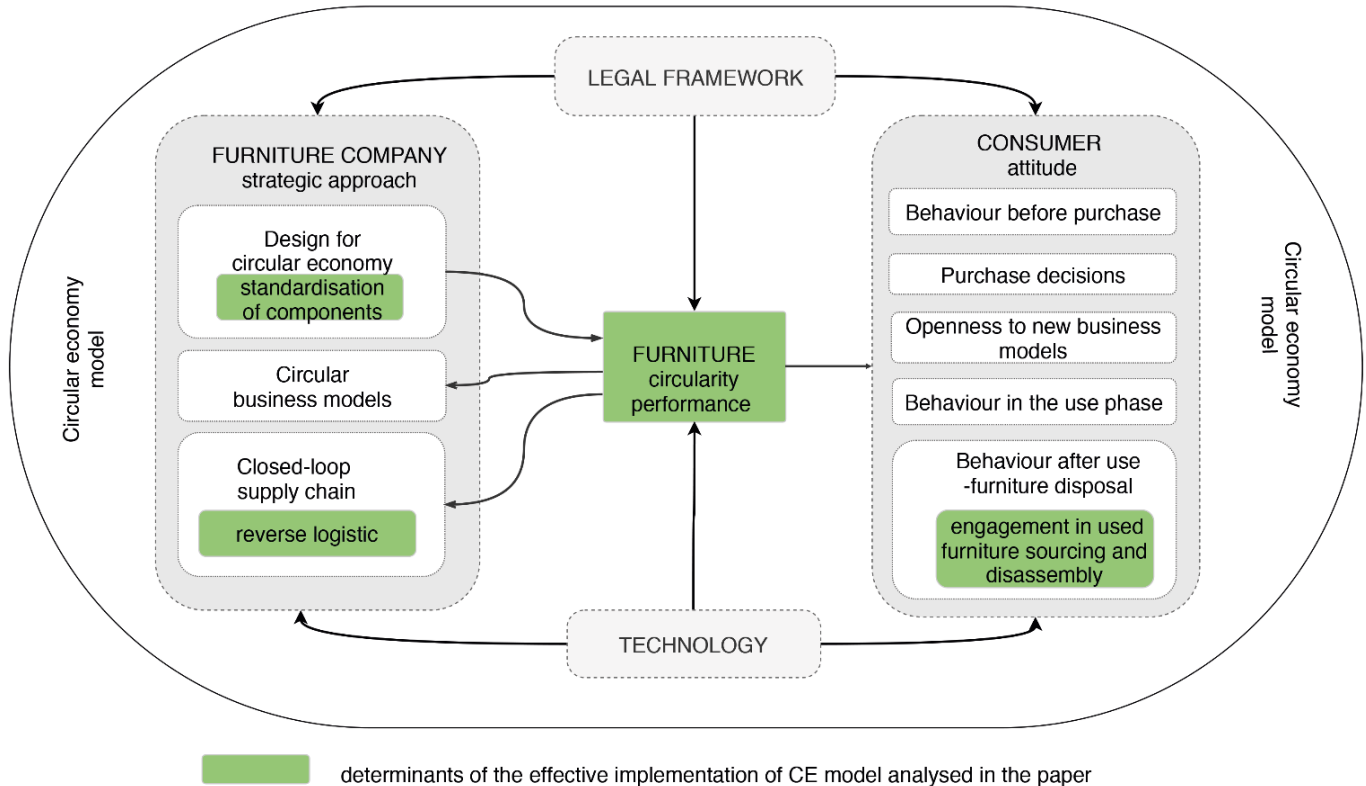 LEGAL FRAMEWORK
FURNITURE COMPANY
strategic approach
Design for
circular economy
standardisation
of components
Circular
business models
Closed-loop
supply chain
reverse logistic
Circular economy
model
FURNITURE
circularity
performance
TECHNOLOGY
CONSUMER
attitude
Behaviour before purchase
Purchase decisions
Openness to new business
models
Behaviour in the use phase
Behaviour after use
-furniture disposal
engagement in used
furniture sourcing and
disassembly
Circular economy
model
determinants of the effective implementation of CE model analysed in the paper